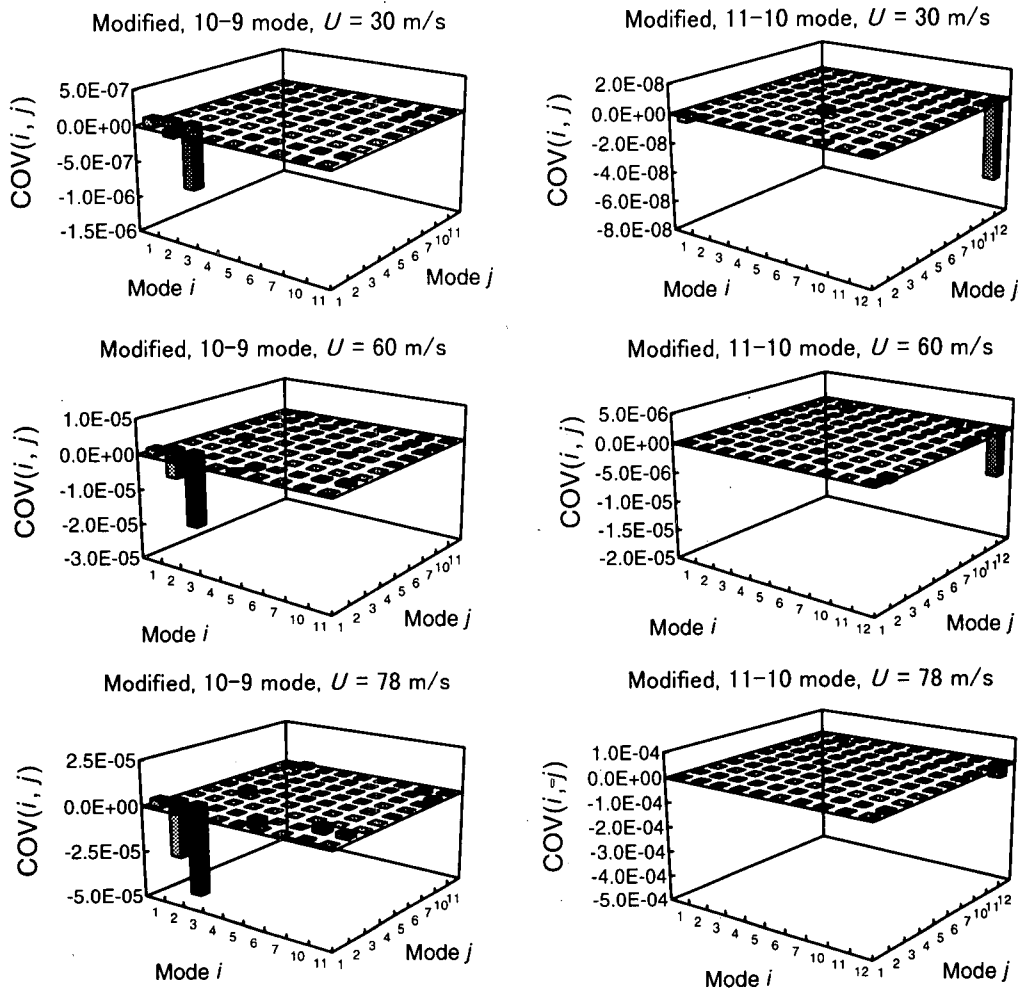 Modified, 10-9 mode, U = 30 m/s
5.0E-07
0.0E+00
-5.0E-07
-1.0E-06
-1.5E-06
COV(i, j)
1 2 3 4 5 6 7 10 11
Mode i
1 2 3 4 5 6 7 10 11
Mode j
Modified, 11-10 mode, U = 30 m/s
2.0E-08
0.0E+00
-2.0E-08
-4.0E-08
-6.0E-08
-8.0E-08
COV(i, j)
1 2 3 4 5 6 7 10 11 12
Mode i
1 2 3 4 5 6 7 10 11 12
Mode j
Modified, 10-9 mode, U = 60 m/s
1.0E-05
0.0E+00
-1.0E-05
-2.0E-05
-3.0E-05
COV(i, j)
1 2 3 4 5 6 7 10 11
Mode i
1 2 3 4 5 6 7 10 11
Mode j
Modified, 11-10 mode, U = 60 m/s
5.0E-06
0.0E+00
-5.0E-06
-1.0E-05
-1.5E-05
-2.0E-05
COV(i, j)
1 2 3 4 5 6 7 10 11 12
Mode i
1 2 3 4 5 6 7 10 11 12
Mode j
Modified, 10-9 mode, U = 78 m/s
2.5E-05
0.0E+00
-2.5E-05
-5.0E-05
COV(i, j)
1 2 3 4 5 6 7 10 11
Mode i
1 2 3 4 5 6 7 10 11
Mode j
Modified, 11-10 mode, U = 78 m/s
1.0E-04
0.0E+00
-1.0E-04
-2.0E-04
-3.0E-04
-4.0E-04
-5.0E-04
COV(i, j)
1 2 3 4 5 6 7 10 11 12
Mode i
1 2 3 4 5 6 7 10 11 12
Mode j